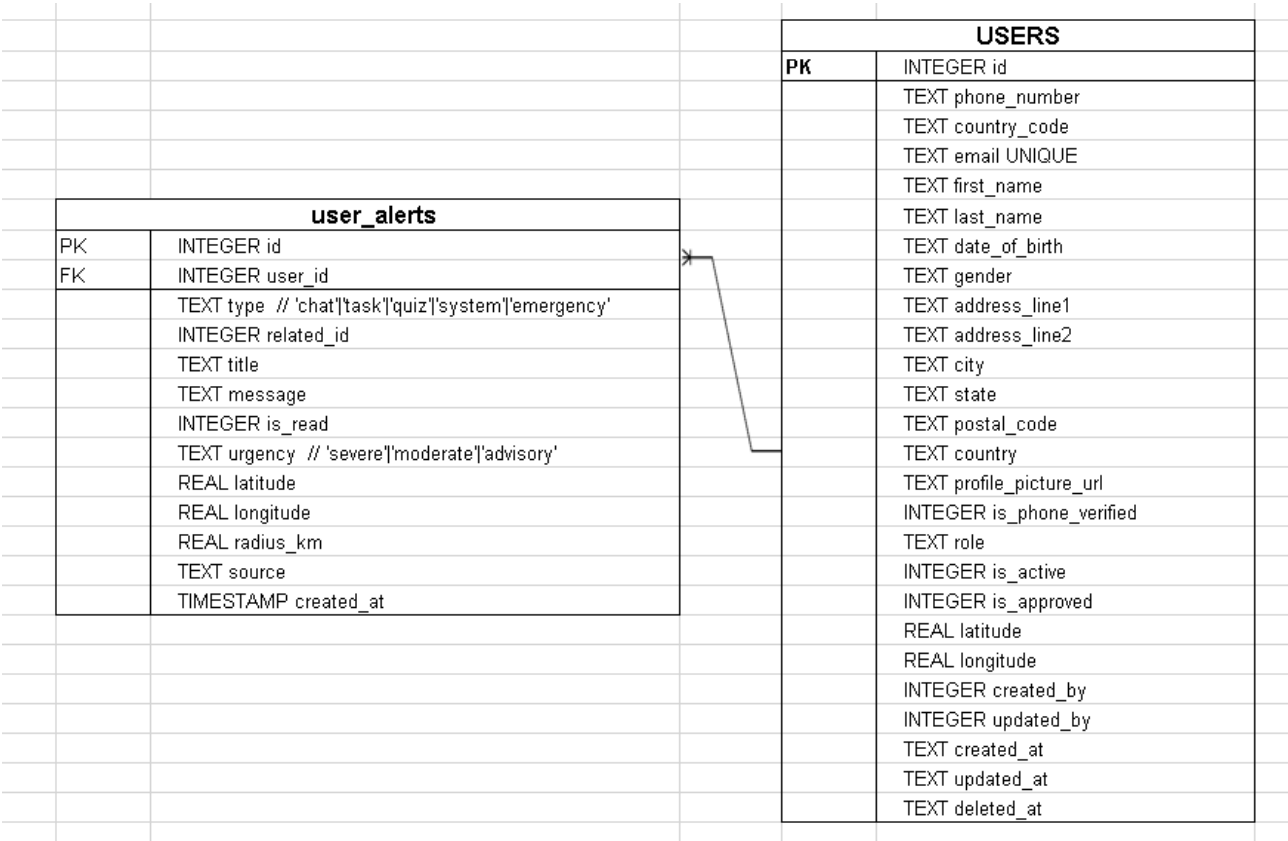 USERS
PK INTEGER id
TEXT phone_number
TEXT country_code
TEXT email UNIQUE
TEXT first_name
TEXT last_name
TEXT date_of_birth
TEXT gender
TEXT address_line1
TEXT address_line2
TEXT city
TEXT state
TEXT postal_code
TEXT country
TEXT profile_picture_url
INTEGER is_phone_verified
TEXT role
INTEGER is_active
INTEGER is_approved
REAL latitude
REAL longitude
INTEGER created_by
INTEGER updated_by
TEXT created_at
TEXT updated_at
TEXT deleted_at
user_alerts
PK INTEGER id
FK INTEGER user_id
TEXT type // 'chat'|'task'|'quiz'|'system'|'emergency'
INTEGER related_id
TEXT title
TEXT message
INTEGER is_read
TEXT urgency // 'severe'|'moderate'|'advisory'
REAL latitude
REAL longitude
REAL radius_km
TEXT source
TIMESTAMP created_at